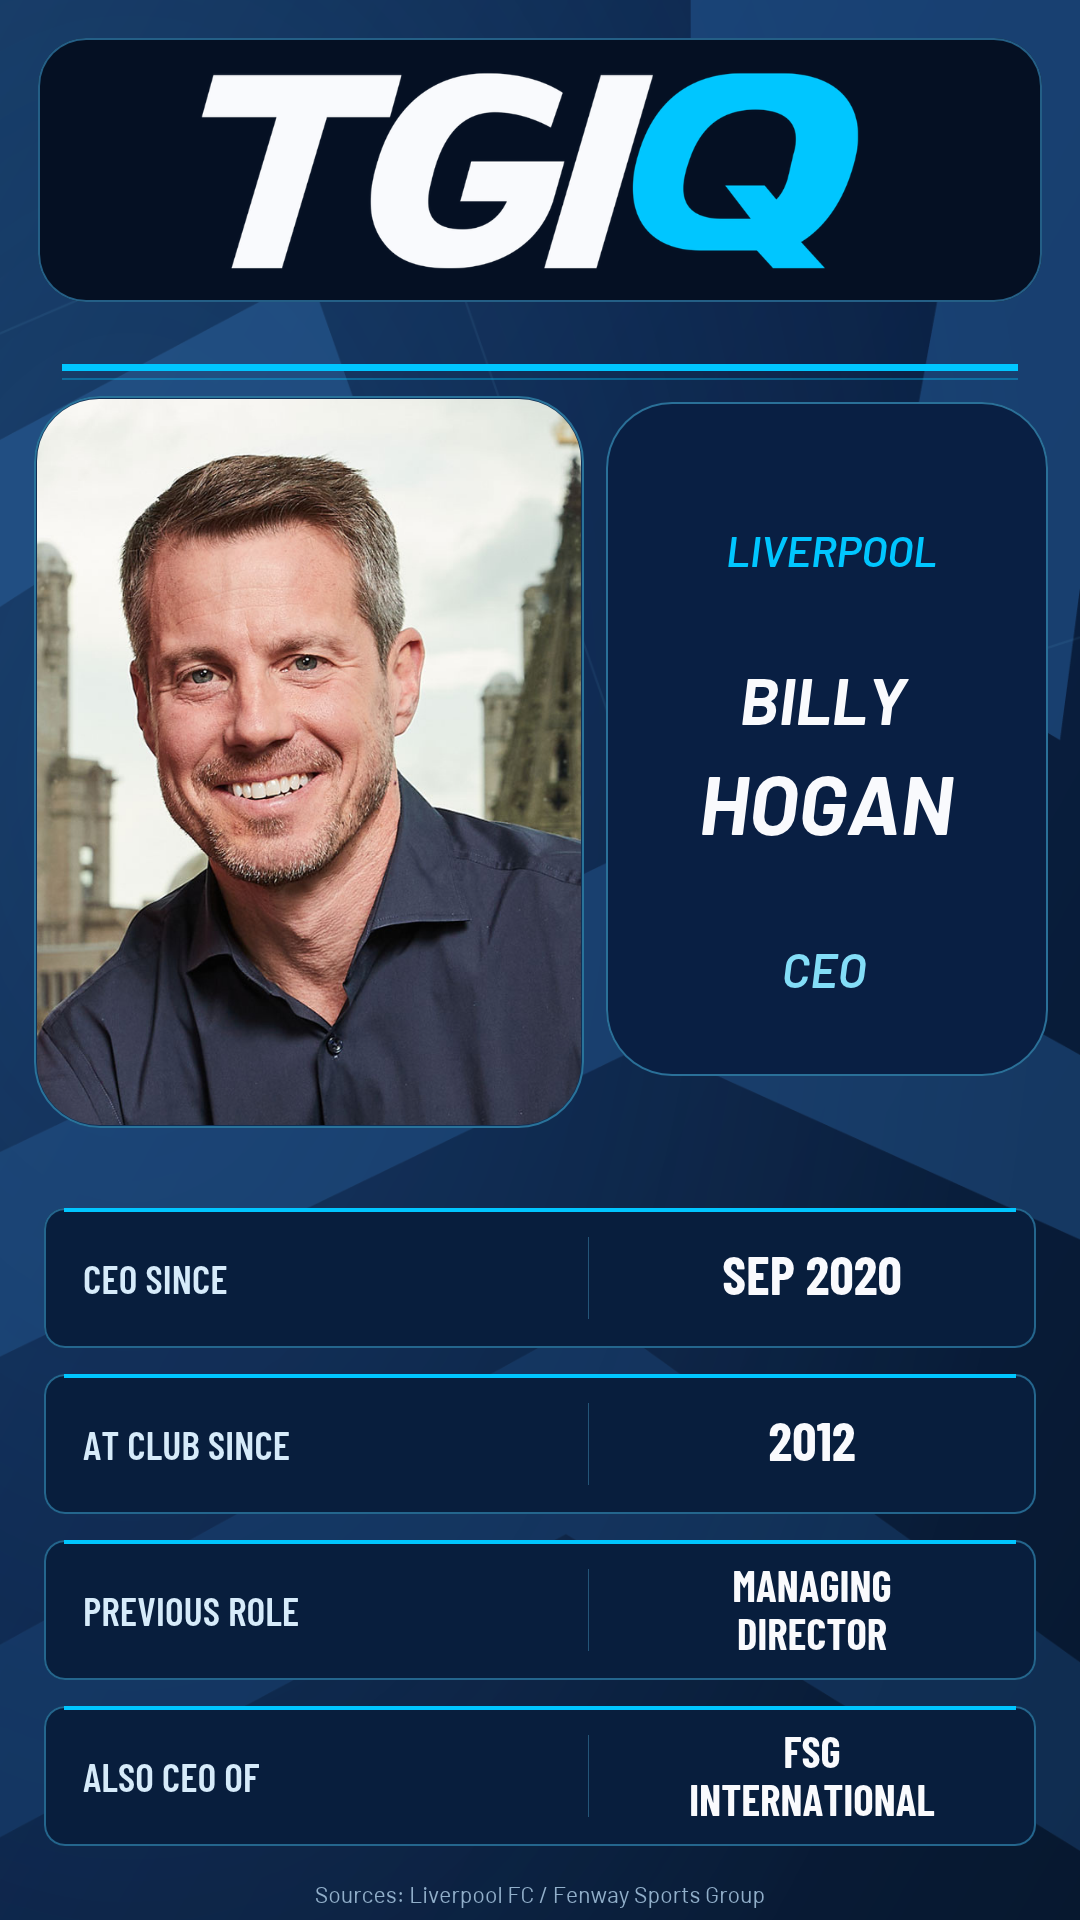 TGIQ
LIVERPOOL
BILLY
HOGAN
CEO
CEO SINCE
SEP 2020
AT CLUB SINCE
2012
PREVIOUS ROLE
MANAGING
DIRECTOR
ALSO CEO OF
FSG
INTERNATIONAL
Sources: Liverpool FC / Fenway Sports Group